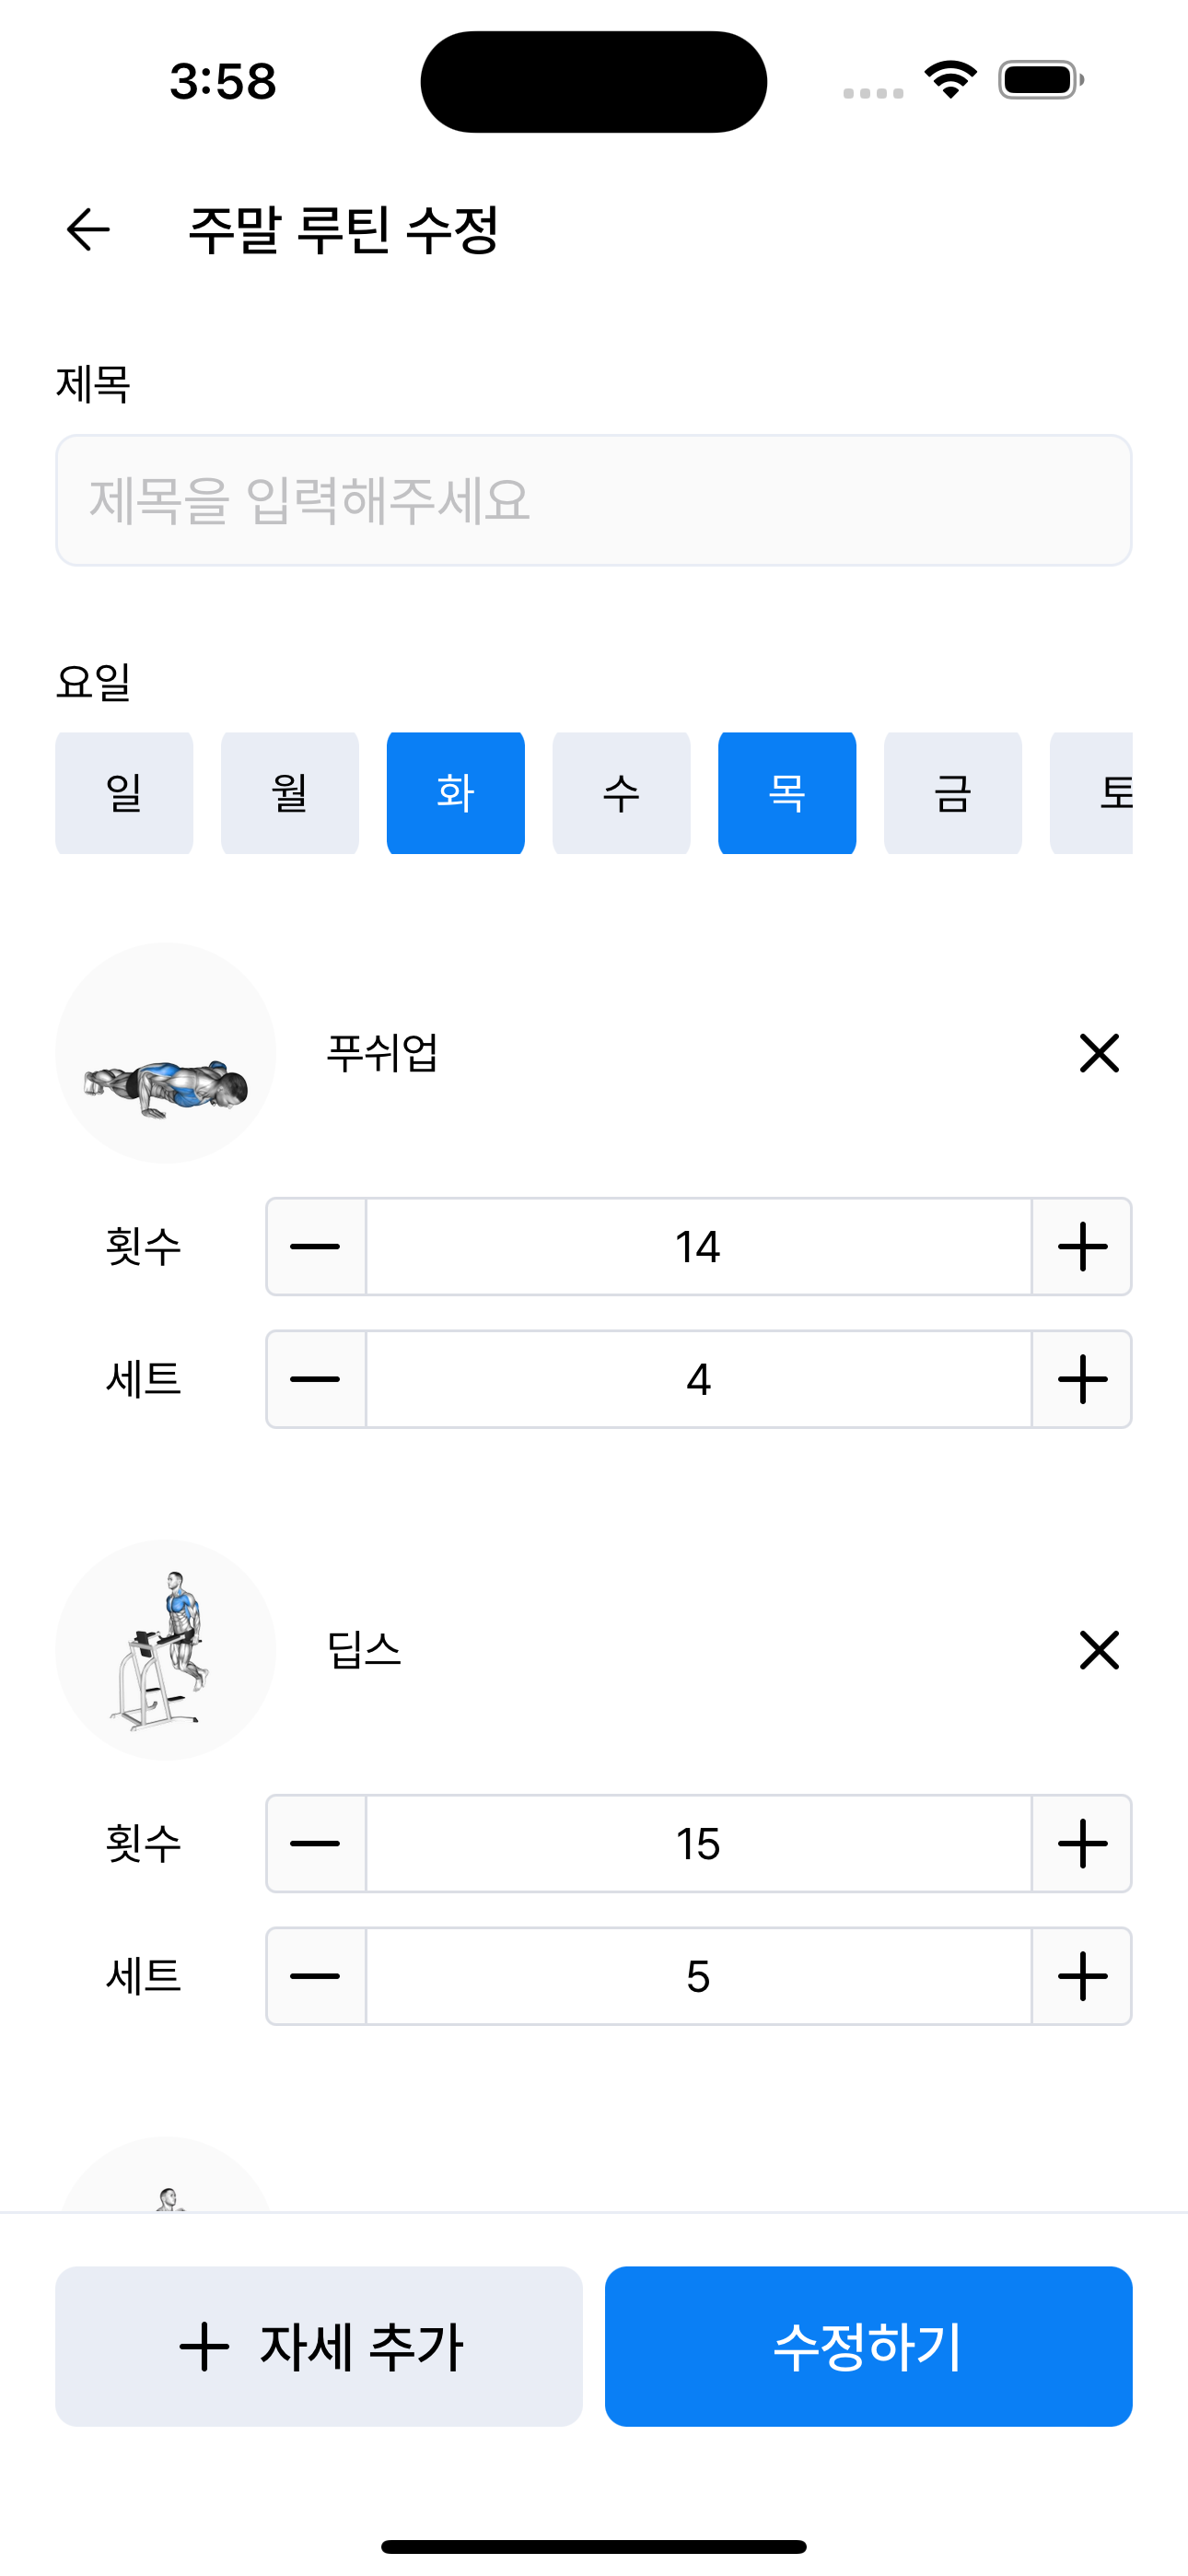 3:58
주말 루틴 수정
제목
제목을 입력해주세요
요일
일 월 화 수 목 금 토
푸쉬업
횟수 14
세트 4
딥스
횟수 15
세트 5
자세 추가 수정하기